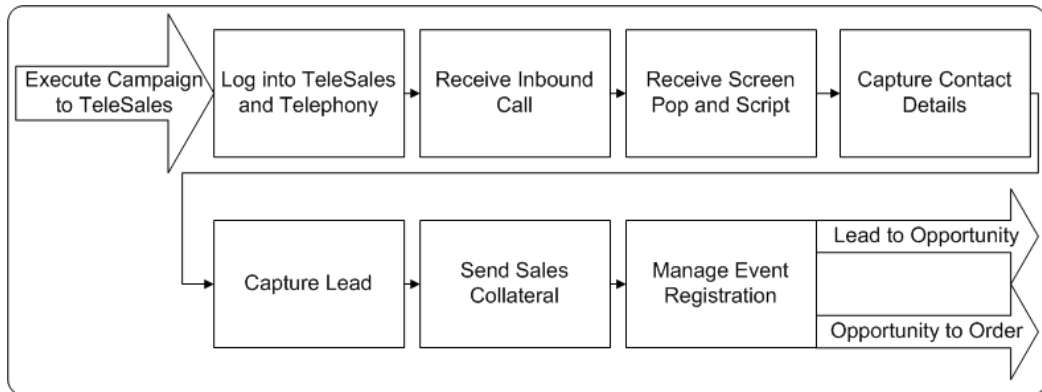 Execute Campaign
to TeleSales
Log into TeleSales
and Telephony
Receive Inbound
Call
Receive Screen
Pop and Script
Capture Contact
Details
Capture Lead
Send Sales
Collateral
Manage Event
Registration
Lead to Opportunity
Opportunity to Order